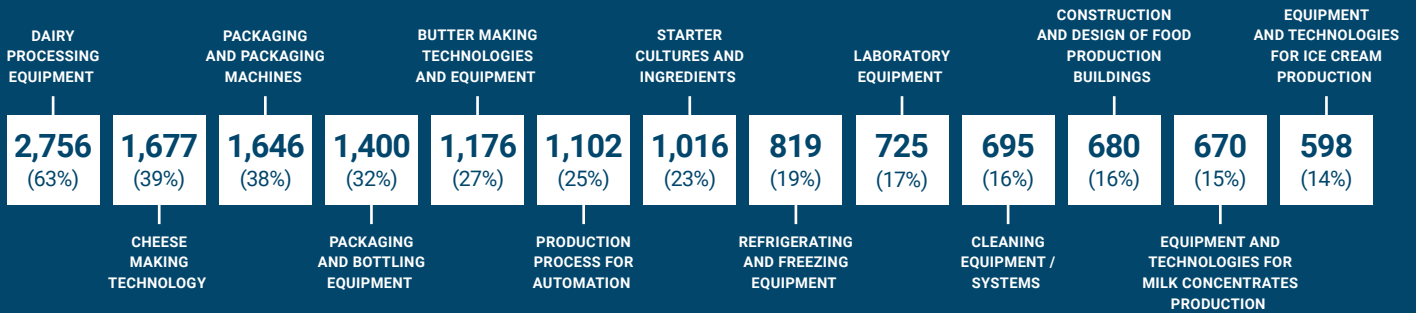 DAIRY
PROCESSING
EQUIPMENT
2,756
(63%)
1,677
(39%)
CHEESE
MAKING
TECHNOLOGY
PACKAGING
AND PACKAGING
MACHINES
1,646
(38%)
1,400
(32%)
PACKAGING
AND BOTTLING
EQUIPMENT
BUTTER MAKING
TECHNOLOGIES
AND EQUIPMENT
1,176
(27%)
1,102
(25%)
PRODUCTION
PROCESS FOR
AUTOMATION
STARTER
CULTURES AND
INGREDIENTS
1,016
(23%)
819
(19%)
REFRIGERATING
AND FREEZING
EQUIPMENT
LABORATORY
EQUIPMENT
725
(17%)
695
(16%)
CLEANING
EQUIPMENT /
SYSTEMS
CONSTRUCTION
AND DESIGN OF FOOD
PRODUCTION
BUILDINGS
680
(16%)
670
(15%)
EQUIPMENT AND
TECHNOLOGIES FOR
MILK CONCENTRATES
PRODUCTION
EQUIPMENT
AND TECHNOLOGIES
FOR ICE CREAM
PRODUCTION
598
(14%)